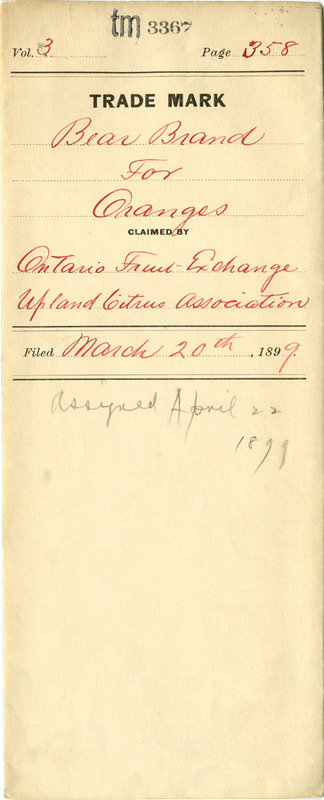 tm 3367
Vol. 3 Page 358
TRADE MARK
Bear Brand
For
Oranges
CLAIMED BY
Ontario Fruit Exchange
Upland Citrus Association
Filed March 20th, 1899.
Assigned April 22
1899